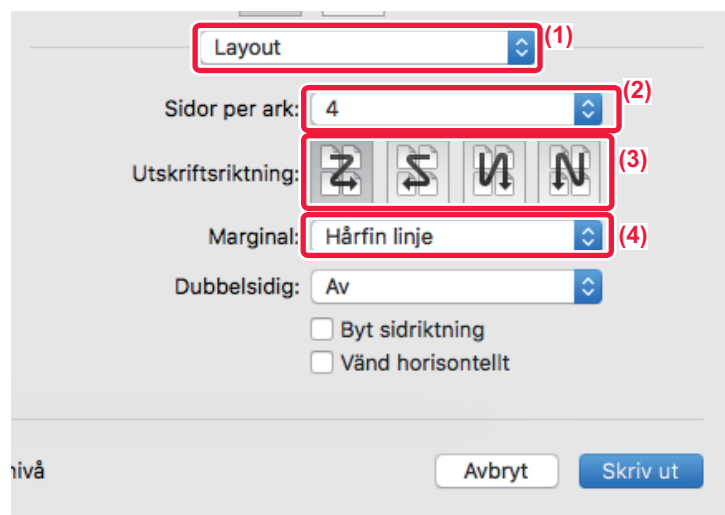 Layout (1)
Sidor per ark: 4 (2)
Utskriftsriktning: (3)
Marginal: Hårfin linje (4)
Dubbelsidig: Av
Byt sidriktning
Vänd horisontellt
nivå Avbryt Skriv ut